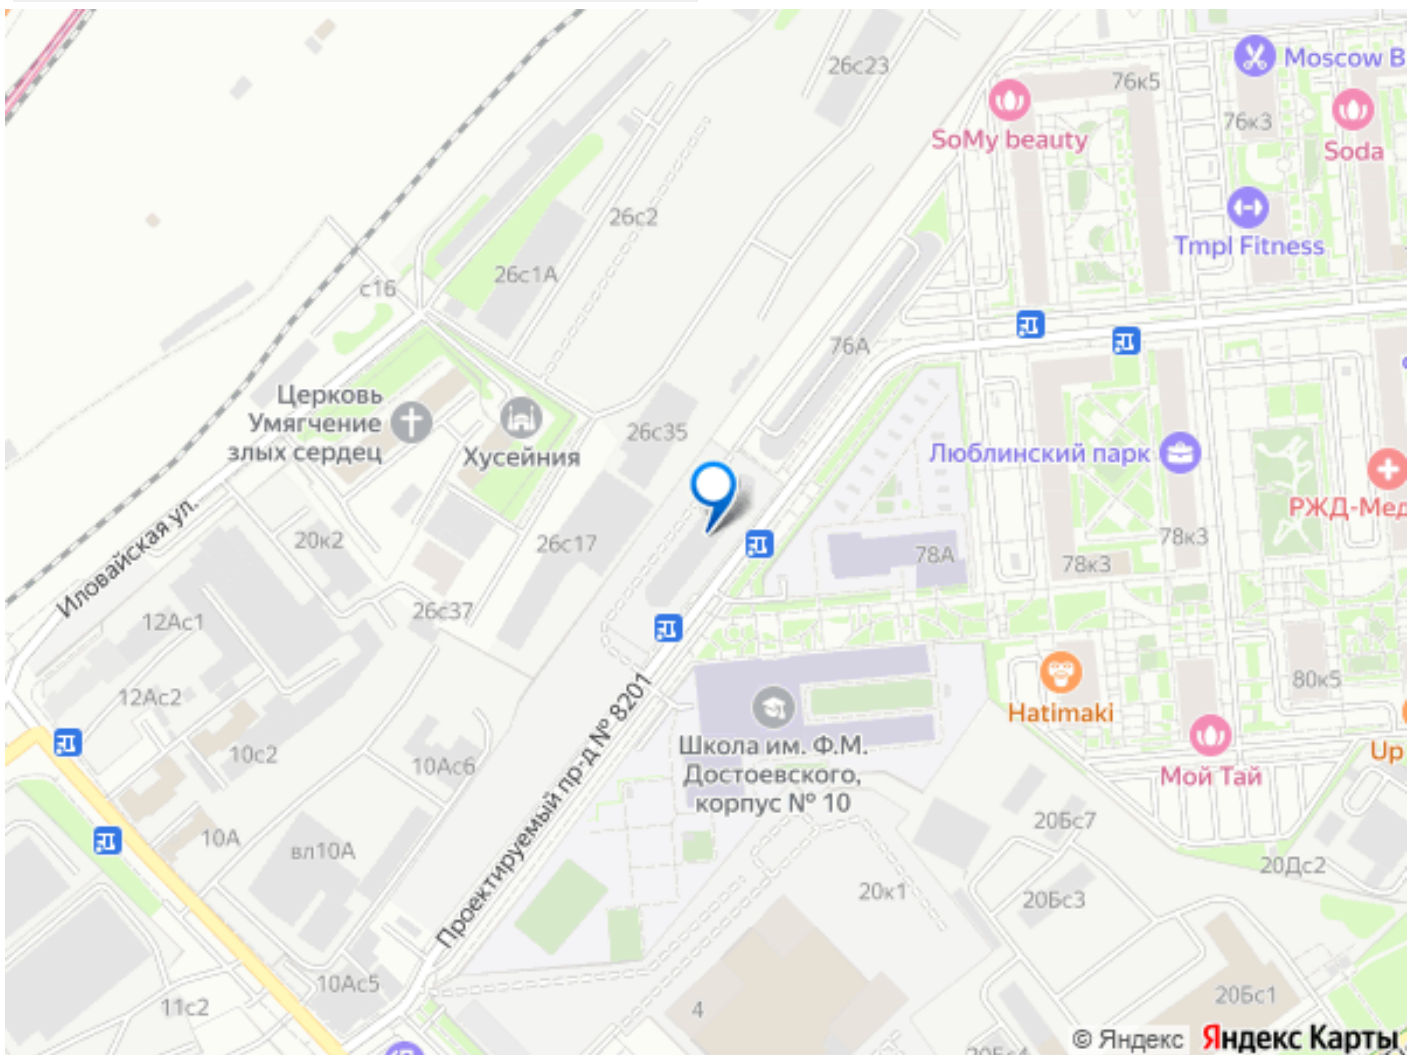 26с23
76к5
Moscow B
SoMy beauty
76к3
Soda
26с2
Tmpl Fitness
26с1А
с16
76А
Церковь
Умягчение
злых сердец
Хусейния
26с35
Люблинский парк
РЖД-Мед
Иловайская ул.
20к2
26с17
78А
78к3
78к3
26с37
12Ас1
12Ас2
80к5
Hatimaki
10с2
10Ас6
Школа им. Ф.М.
Достоевского,
корпус № 10
Мой Тай
Up
Проектируемый пр-д № 8201
10А
вл10А
20Бс7
20Дс2
20к1
20Бс3
10Ас5
11с2
4
20Бс1
20Бс4
© Яндекс Яндекс Карты